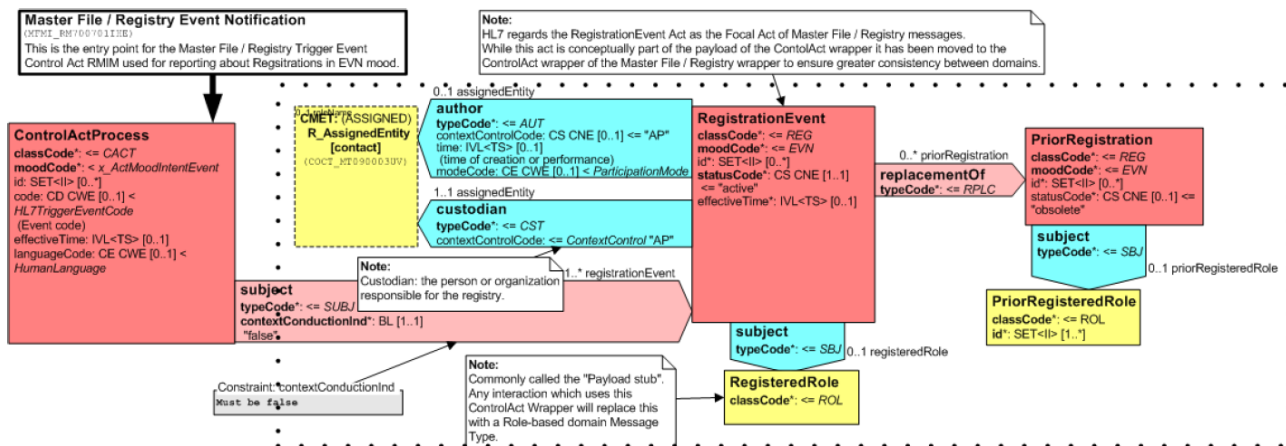 Master File / Registry Event Notification
(MFMI_RM700701IXE)
This is the entry point for the Master File / Registry Trigger Event
Control Act RMIM used for reporting about Regsitrations in EVN mood.
Note:
HL7 regards the RegistrationEvent Act as the Focal Act of Master File / Registry messages.
While this act is conceptually part of the payload of the ContolAct wrapper it has been moved to the
ControlAct wrapper of the Master File / Registry wrapper to ensure greater consistency between domains.
ControlActProcess
classCode*: <= CACT
moodCode*: < x_ActMoodIntentEvent
id: SET<II> [0..*]
code: CD CWE [0..1] <
HL7TriggerEventCode
(Event code)
effectiveTime: IVL<TS> [0..1]
languageCode: CE CWE [0..1] <
HumanLanguage
CMET: (ASSIGNED)
R_AssignedEntity
[contact]
(COCT_MT090003UV)
0..1 assignedEntity
author
typeCode*: <= AUT
contextControlCode: CS CNE [0..1] <= "AP"
time: IVL<TS> [0..1]
(time of creation or performance)
modeCode: CE CWE [0..1] < ParticipationMode
1..1 assignedEntity
custodian
typeCode*: <= CST
contextControlCode: <= ContextControl "AP"
Note:
Custodian: the person or organization
responsible for the registry.
1..* registrationEvent
subject
typeCode*: <= SUBJ
contextConductionInd*: BL [1..1]
"false"
Constraint: contextConductionInd
Must be false
RegistrationEvent
classCode*: <= REG
moodCode*: <= EVN
id*: SET<II> [0..1]
statusCode*: CS CNE [1..1]
<= "active"
effectiveTime*: IVL<TS> [0..1]
0..* priorRegistration
replacementOf
typeCode*: <= RPLC
PriorRegistration
classCode*: <= REG
moodCode*: <= EVN
id*: SET<II> [0..*]
statusCode*: CS CNE [0..1] <=
"obsolete"
subject
typeCode*: <= SBJ
0..1 priorRegisteredRole
PriorRegisteredRole
classCode*: <= ROL
id*: SET<II> [1..*]
subject
typeCode*: <= SBJ
0..1 registeredRole
Note:
Commonly called the "Payload stub".
Any interaction which uses this
ControlAct Wrapper will replace this
with a Role-based domain Message
Type.
RegisteredRole
classCode*: <= ROL